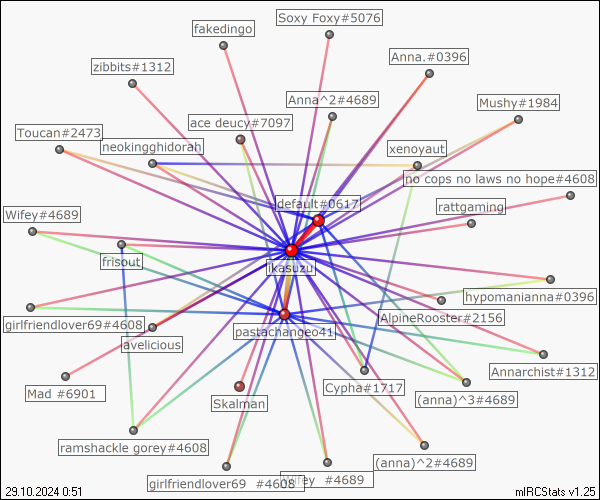 Soxy Foxy#5076
fakedingo
Anna.#0396
zibbits#1312
Anna^2#4689
Mushy#1984
ace deucy#7097
Toucan#2473
neokingghidorah
xenoyaut
no cops no laws no hope#4608
default#0617
rattgaming
Wifey#4689
frisout
ikasuzu
hypomanianna#0396
AlpineRooster#2156
girlfriendlover69#4608
pastachangeo41
avelicious
Annarchist#1312
Mad #6901
Cypha#1717
(anna)^3#4689
Skalman
ramshackle gorey#4608
(anna)^2#4689
girlfriendlover69 #4608
#4689
29.10.2024 0:51
mIRCStats v1.25